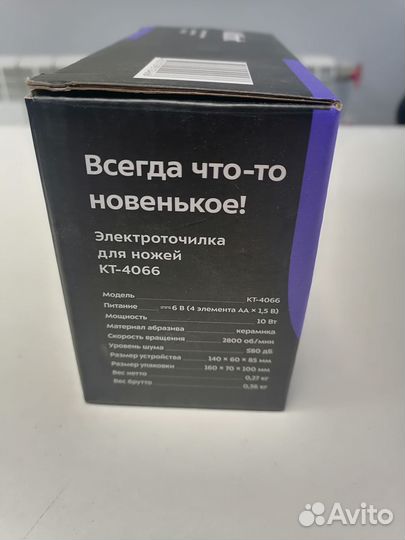 Всегда что-то
новенькое!
Электроточилка
для ножей
КТ-4066
Модель КТ-4066
Питание ⎓6 В (4 элемента АА × 1,5 В)
Мощность 10 Вт
Материал абразива керамика
Скорость вращения 2800 об/мин
Уровень шума ≤60 дБ
Размер устройства 140 × 60 × 85 мм
Размер упаковки 160 × 70 × 100 мм
Вес нетто 0,27 кг
Вес брутто 0,36 кг
Avito